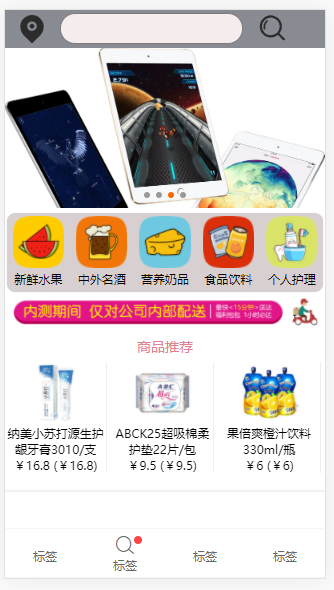 新鲜水果 中外名酒 营养奶品 食品饮料 个人护理
内测期间 仅对公司内部配送 最快<15分钟>送达
福利包包 1小时必达
商品推荐
ABC
纳美小苏打源生护 ABCK25超吸棉柔 果倍爽橙汁饮料
龈牙膏3010/支 护垫22片/包 330ml/瓶
￥16.8 (￥16.8) ￥9.5 (￥9.5) ￥6 (￥6)
标签 标签 标签 标签